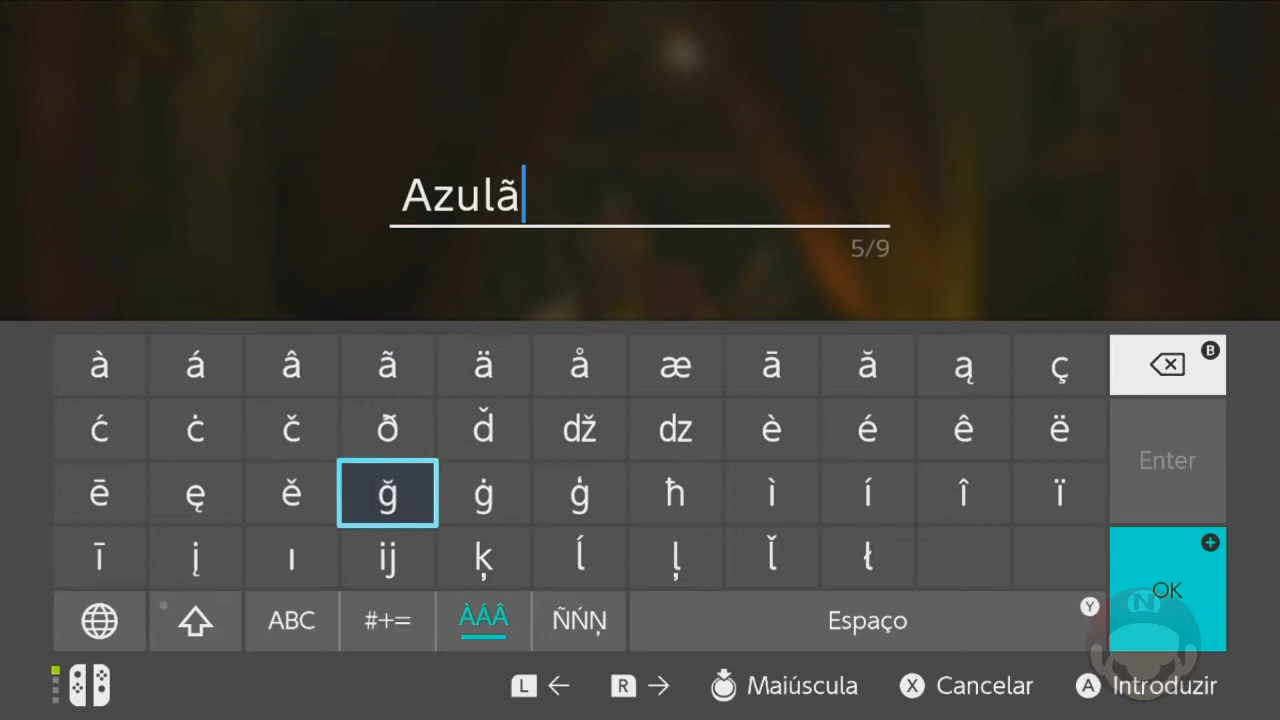 Azulã
5/9
à á â ã ä å æ ā ă ą ç B
ć ċ č ð ď dž dz è é ê ë Enter
ē ę ě ğ ġ ģ ħ ì í î ï
ī į ı ij ķ ĺ ļ ľ ł + OK
ABC #+= ÀÁÂ ÑŃŅ Espaço Y
L ← R → Maiúscula X Cancelar A Introduzir
N